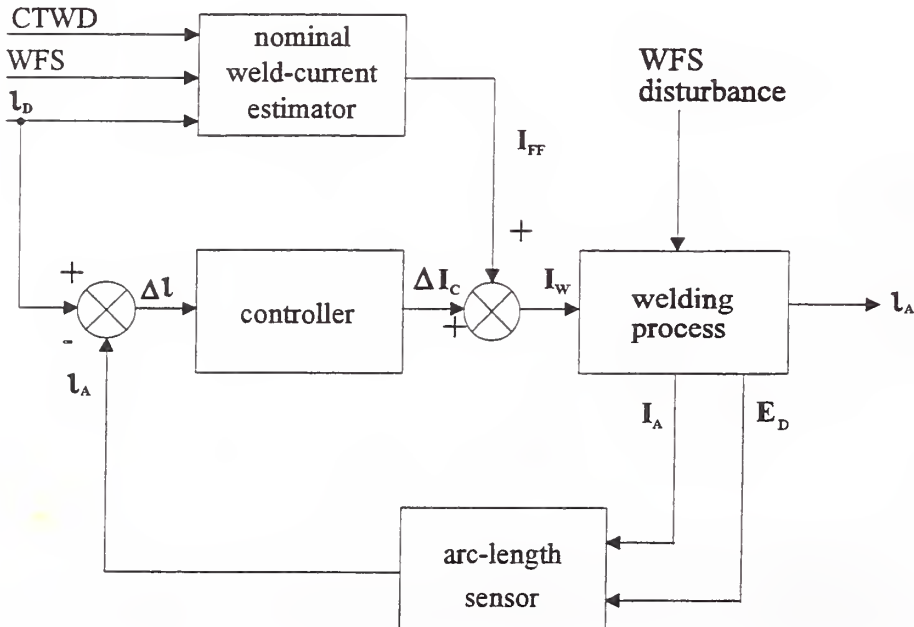 CTWD
WFS
l_D
nominal
weld-current
estimator
WFS
disturbance
I_FF
+
+
-
Δl
controller
ΔI_C
+
I_W
welding
process
l_A
l_A
I_A
E_D
arc-length
sensor